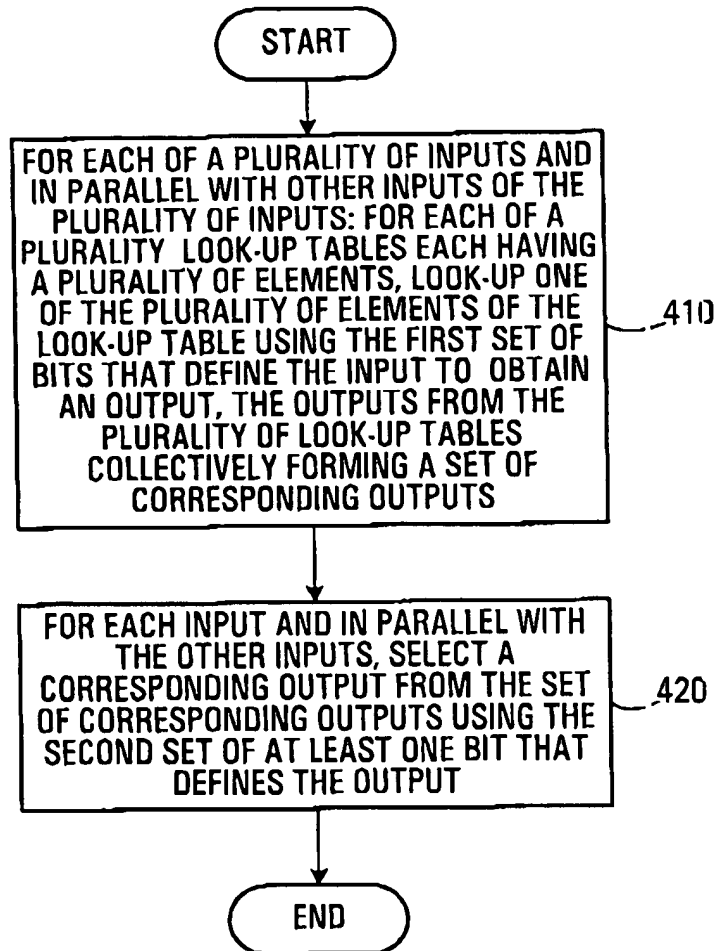 START
FOR EACH OF A PLURALITY OF INPUTS AND
IN PARALLEL WITH OTHER INPUTS OF THE
PLURALITY OF INPUTS: FOR EACH OF A
PLURALITY LOOK-UP TABLES EACH HAVING
A PLURALITY OF ELEMENTS, LOOK-UP ONE
OF THE PLURALITY OF ELEMENTS OF THE
LOOK-UP TABLE USING THE FIRST SET OF
BITS THAT DEFINE THE INPUT TO OBTAIN
AN OUTPUT, THE OUTPUTS FROM THE
PLURALITY OF LOOK-UP TABLES
COLLECTIVELY FORMING A SET OF
CORRESPONDING OUTPUTS
410
FOR EACH INPUT AND IN PARALLEL WITH
THE OTHER INPUTS, SELECT A
CORRESPONDING OUTPUT FROM THE SET
OF CORRESPONDING OUTPUTS USING THE
SECOND SET OF AT LEAST ONE BIT THAT
DEFINES THE OUTPUT
420
END